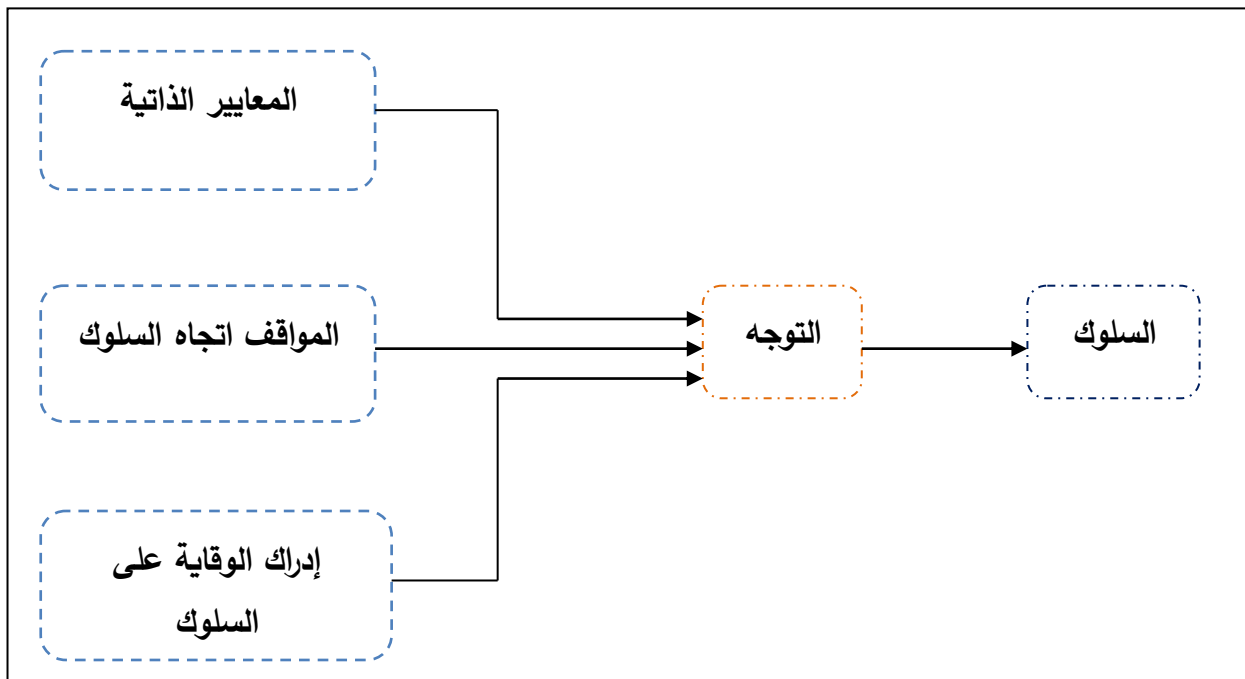 المعايير الذاتية
المواقف اتجاه السلوك
التوجه
السلوك
إدراك الوقاية على
السلوك